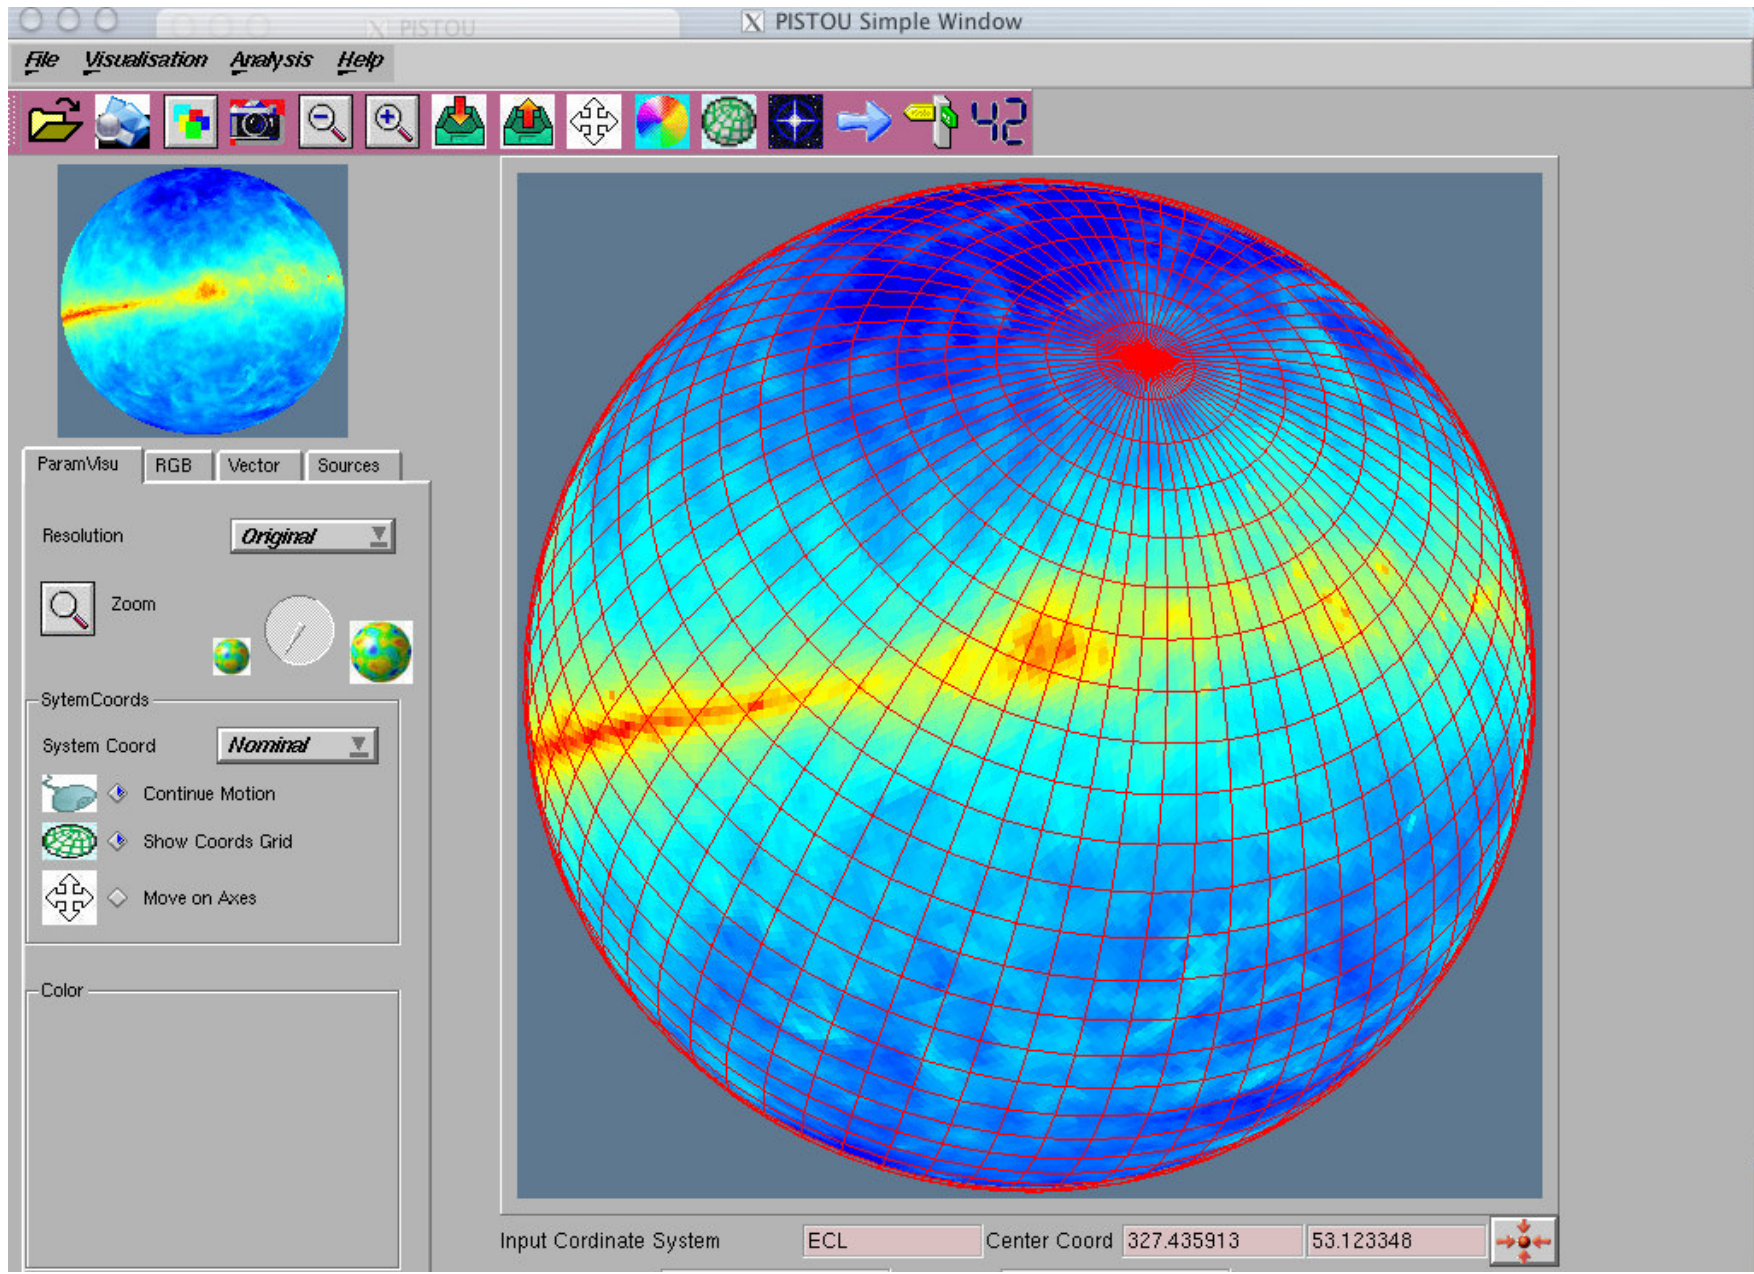 PISTOU
PISTOU Simple Window
File Visualisation Analysis Help
42
ParamVisu RGB Vector Sources
Resolution Original
Zoom
SytemCoords
System Coord Nominal
Continue Motion
Show Coords Grid
Move on Axes
Color
Input Cordinate System ECL Center Coord 327.435913 53.123348